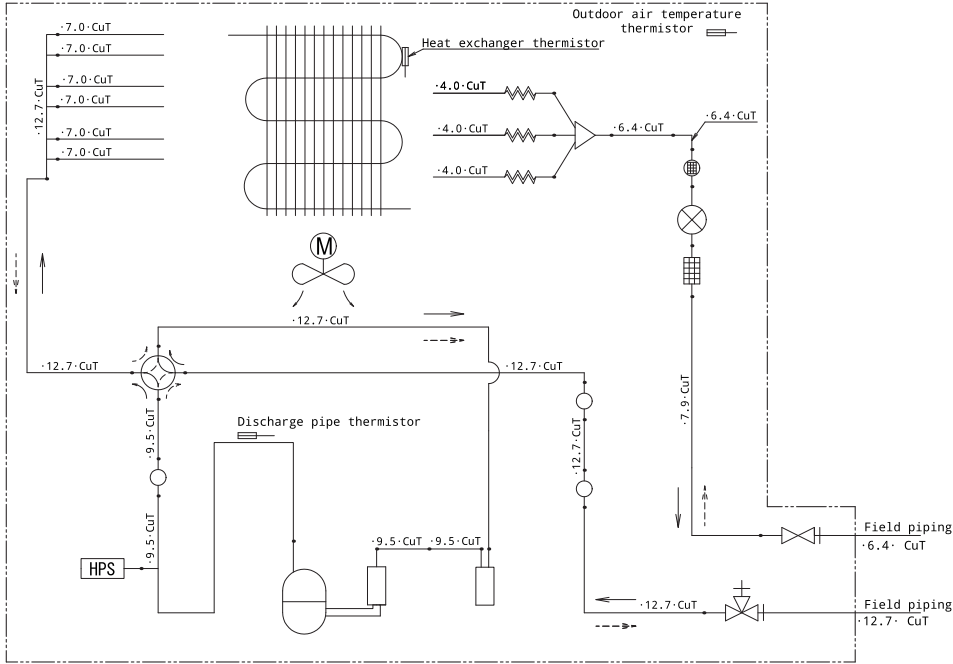 ·7.0·CuT
·7.0·CuT
·7.0·CuT
·7.0·CuT
·7.0·CuT
·7.0·CuT
·12.7·CuT
Outdoor air temperature
thermistor
Heat exchanger thermistor
·4.0·CuT
·4.0·CuT
·4.0·CuT
·6.4·CuT
·6.4·CuT
M
·12.7·CuT
·12.7·CuT
·12.7·CuT
·9.5·CuT
Discharge pipe thermistor
·12.7·CuT
·7.9·CuT
·9.5·CuT
·9.5·CuT
·9.5·CuT
HPS
Field piping
·6.4· CuT
·12.7·CuT
Field piping
·12.7· CuT